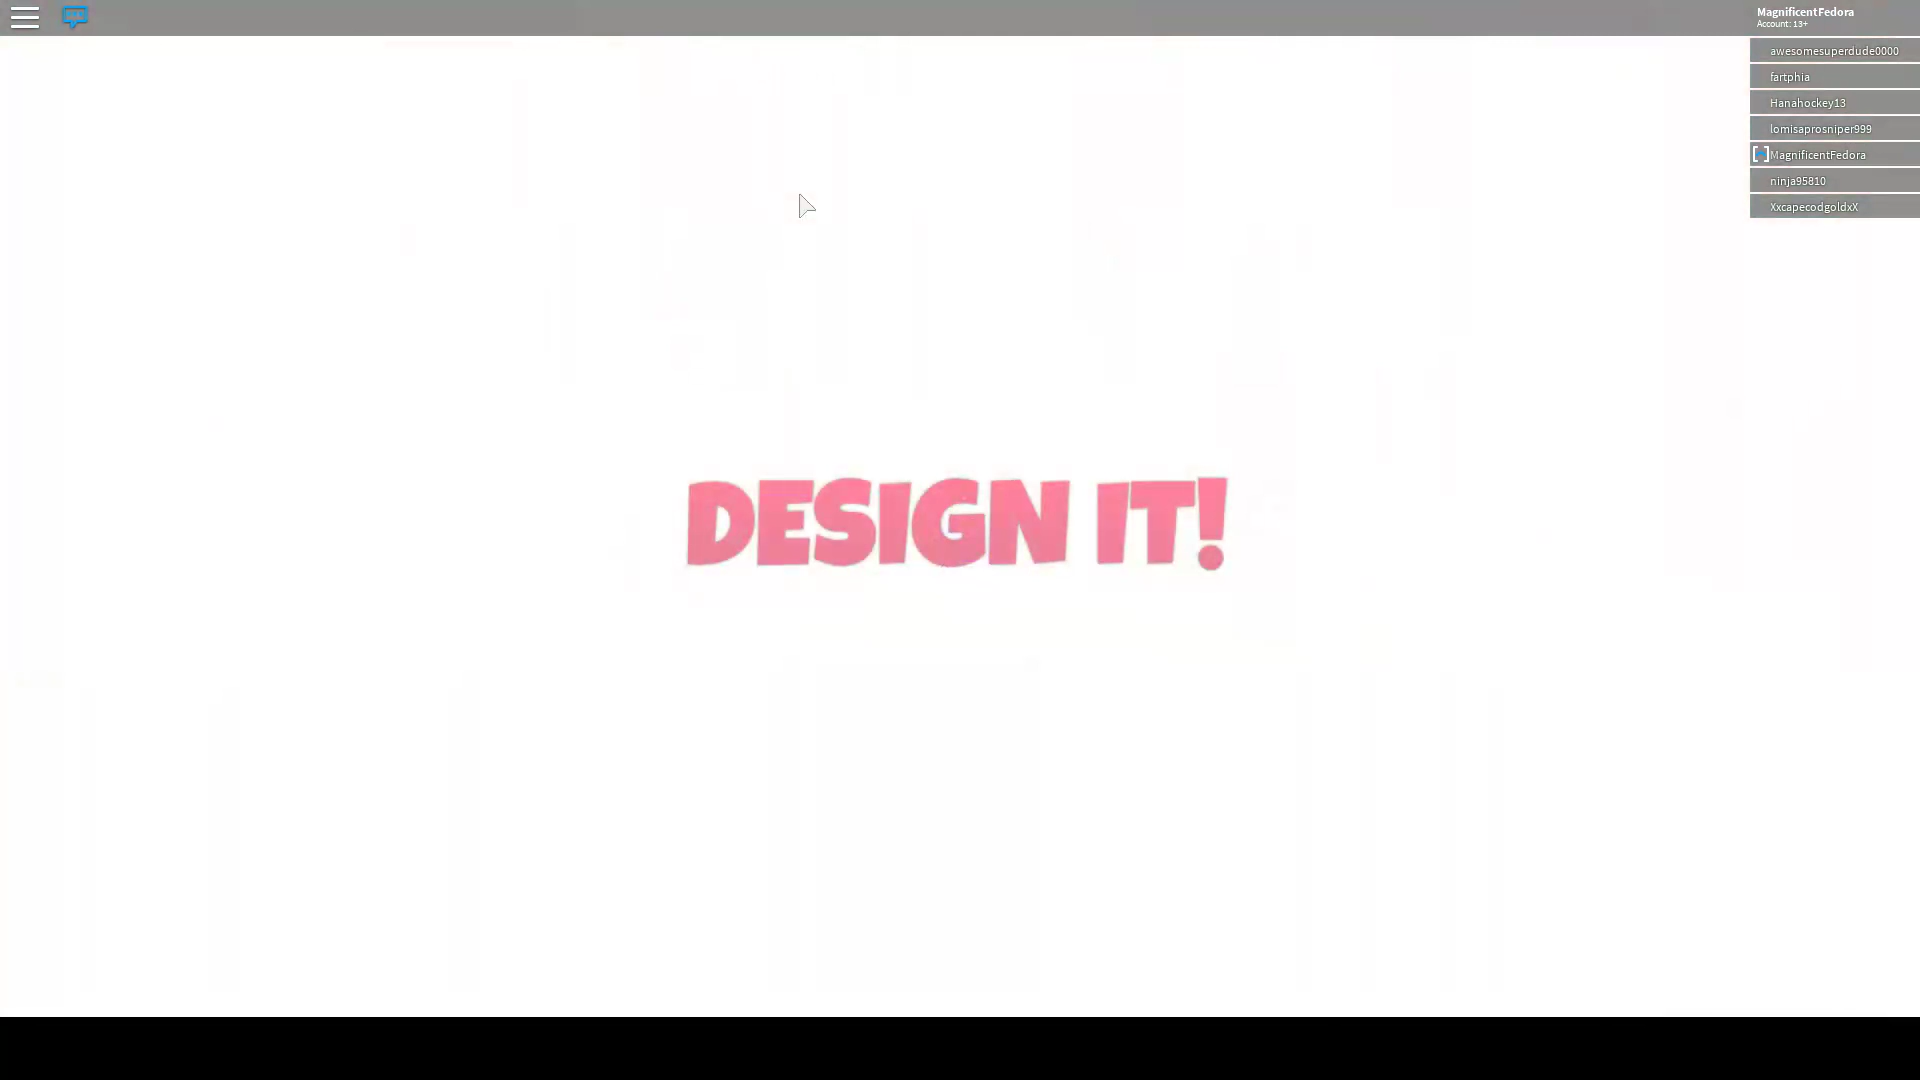 MagnificentFedora
Account: 13+
awesomesuperdude0000
fartphia
Hanahockey13
lomisaprosniper999
MagnificentFedora
ninja95810
XxcapecodgoldxX
DESIGN IT!